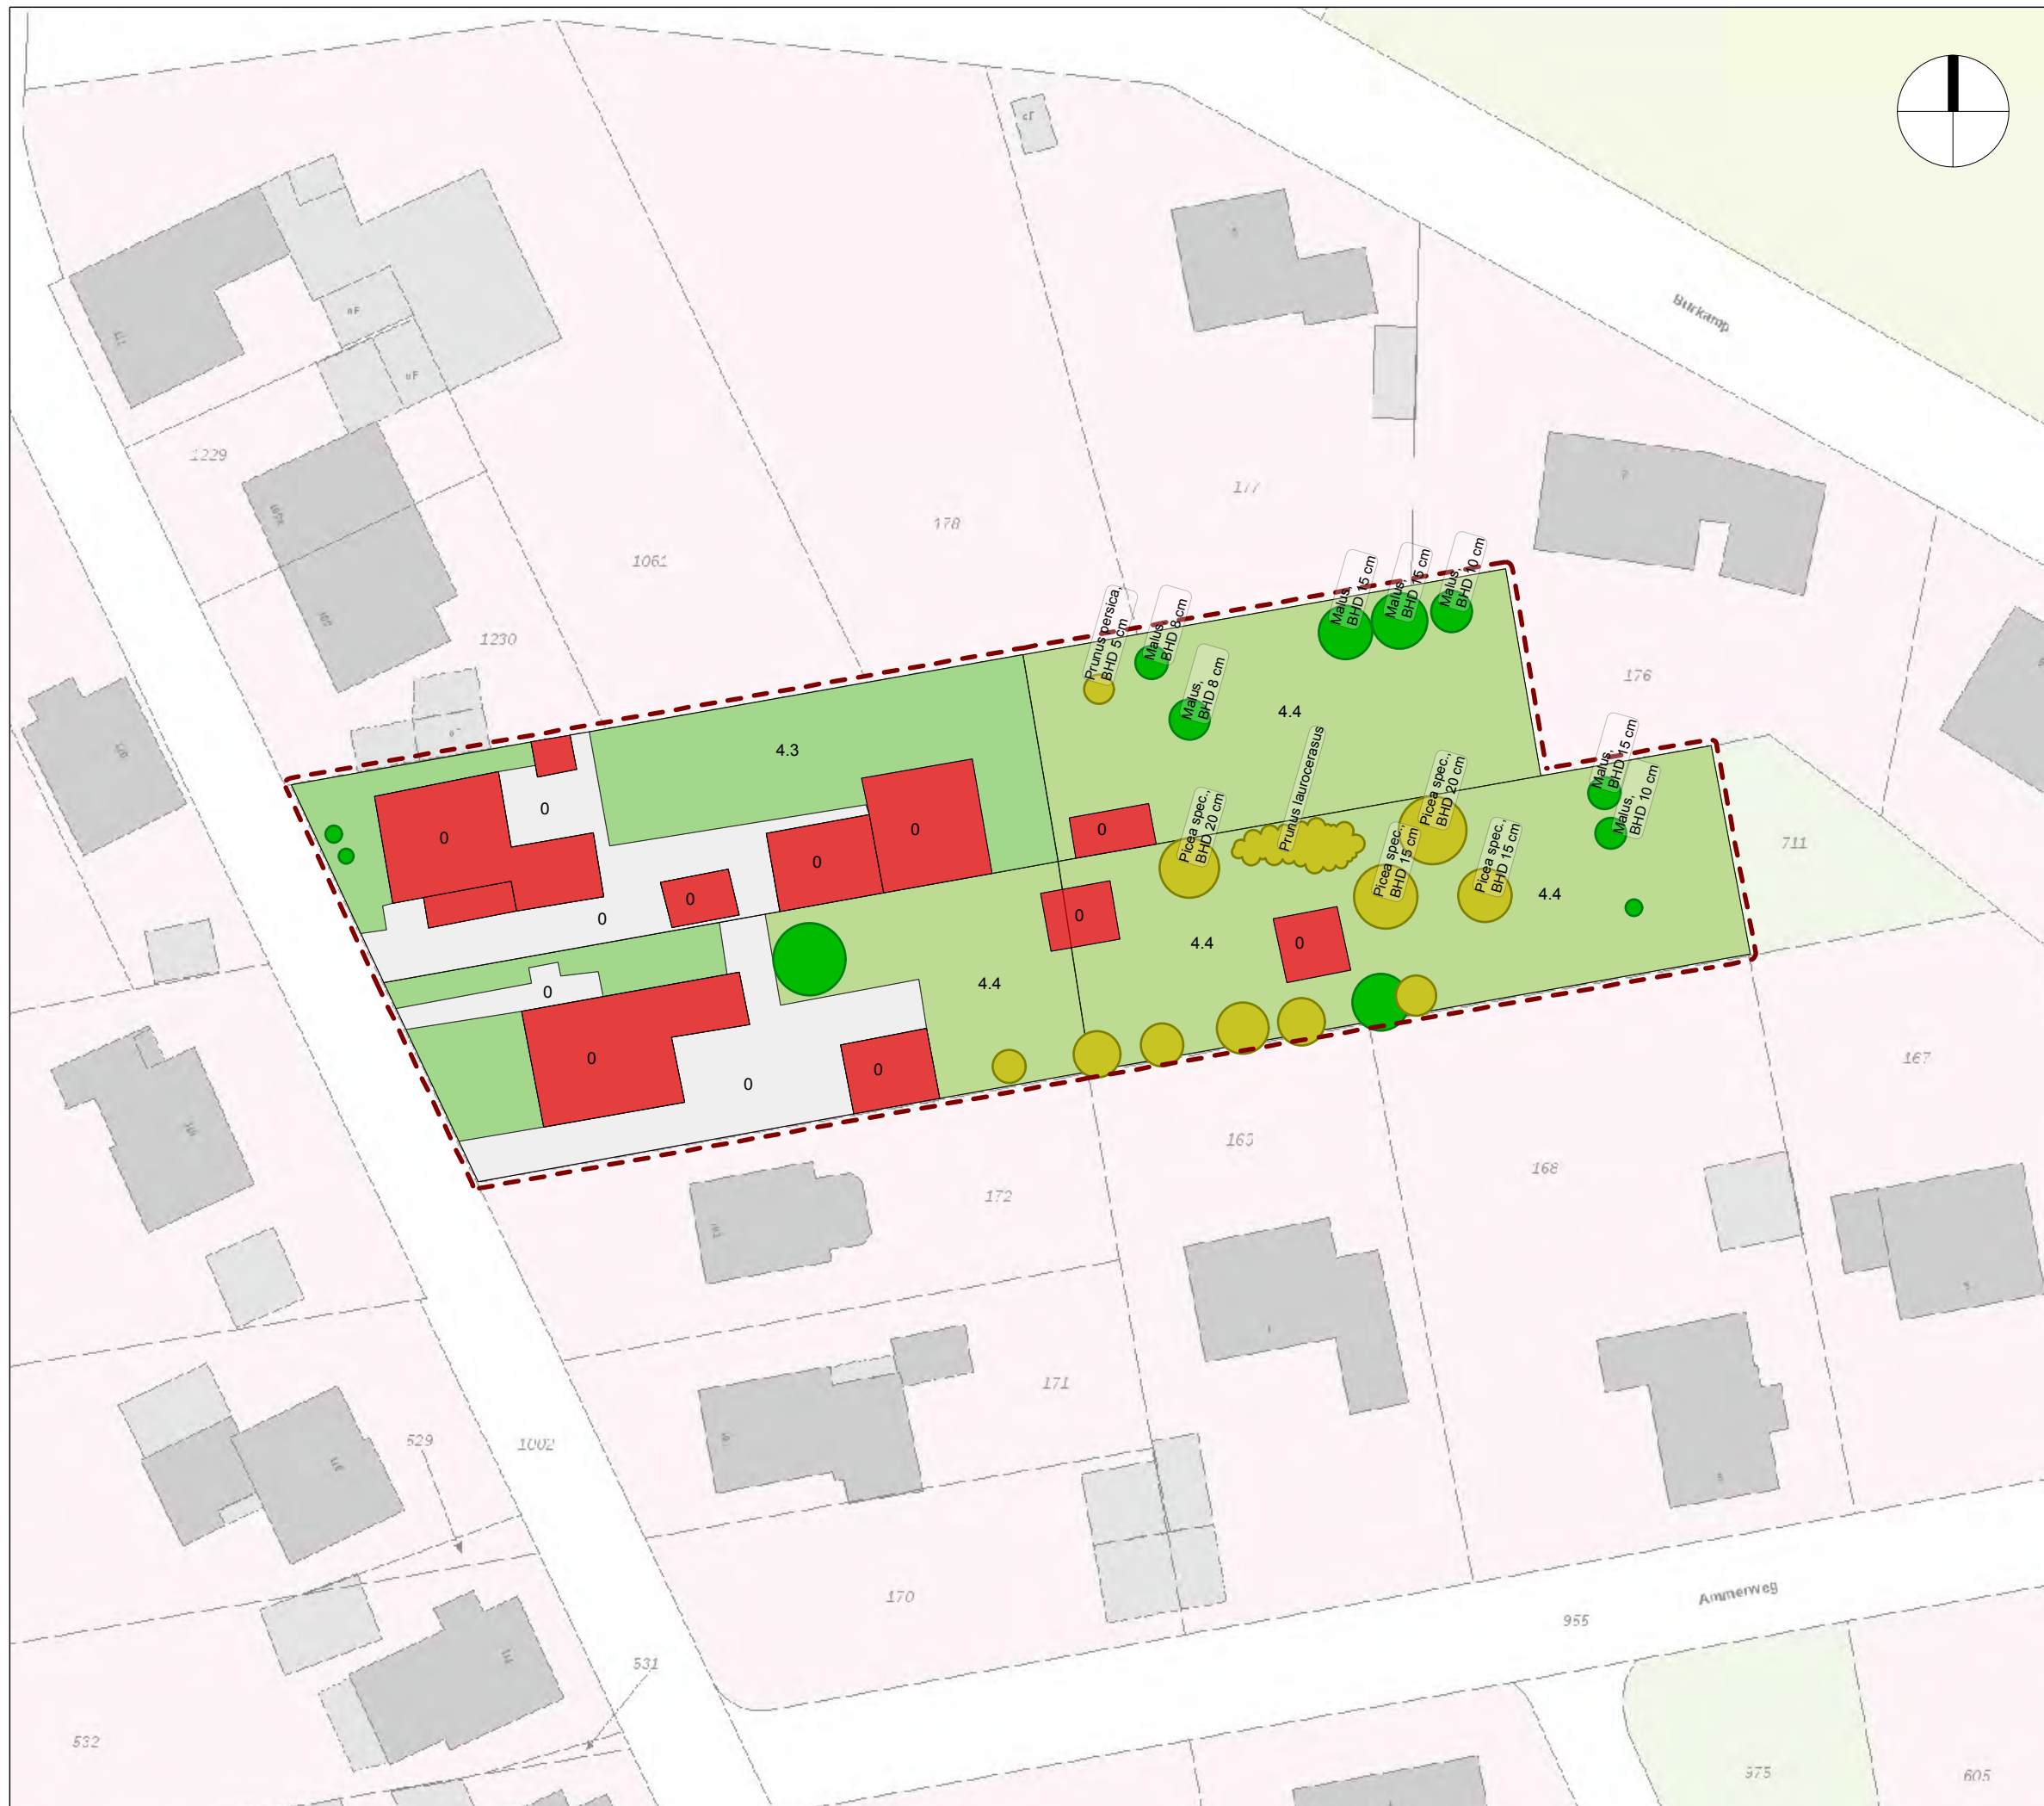 Burkamp
1229
178
177
1061
Malus,
BHD 15 cm
Malus,
BHD 15 cm
Malus,
BHD 10 cm
Prunus persica,
BHD 5 cm
Malus,
BHD 8 cm
1230
Malus,
BHD 8 cm
176
4.4
4.3
Malus,
BHD 15 cm
Malus,
BHD 10 cm
Prunus laurocerasus
Picea spec.,
BHD 20 cm
Picea spec.,
BHD 20 cm
Picea spec.,
BHD 15 cm
Picea spec.,
BHD 15 cm
0
0
0
0
0
711
0
4.4
0
0
4.4
0
4.4
0
0
0
0
167
169
168
172
171
529
1002
170
Ammerweg
955
531
532
975
605